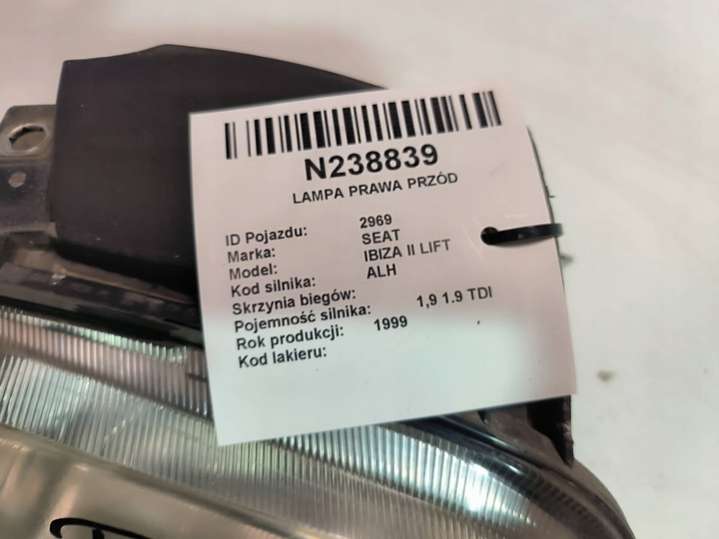 N238839
LAMPA PRAWA PRZÓD
ID Pojazdu: 2969
Marka: SEAT
Model: IBIZA II LIFT
Kod silnika: ALH
Skrzynia biegów:
Pojemność silnika: 1,9 1.9 TDI
Rok produkcji: 1999
Kod lakieru: